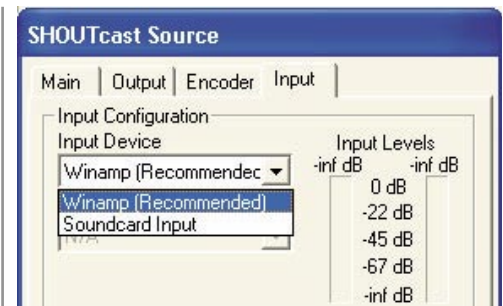 SHOUTcast Source
Main Output Encoder Input
Input Configuration
Input Device
Winamp (Recommendec
Winamp (Recommended)
Soundcard Input
N/A
Input Levels
-inf dB -inf dB
0 dB
-22 dB
-45 dB
-67 dB
-inf dB